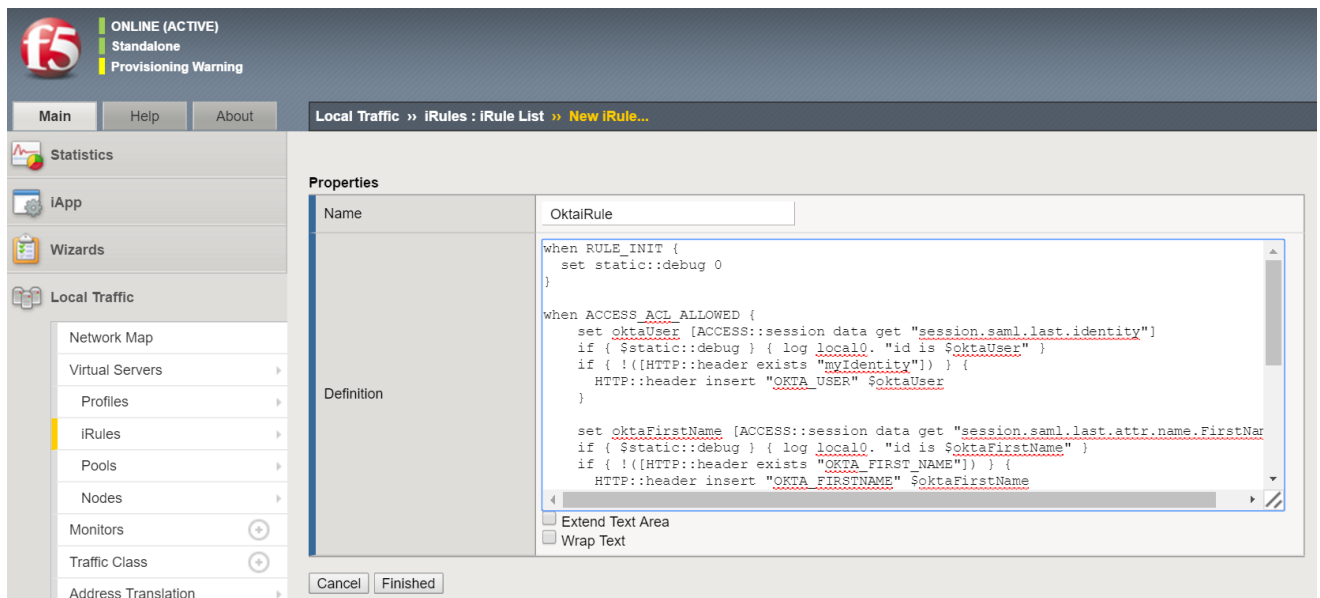 f5
ONLINE (ACTIVE)
Standalone
Provisioning Warning
Main
Help
About
Local Traffic ›› iRules : iRule List ›› New iRule...
Statistics
iApp
Wizards
Local Traffic
Network Map
Virtual Servers
Profiles
iRules
Pools
Nodes
Monitors
Traffic Class
Address Translation
Properties
Name
OktaiRule
Definition
when RULE_INIT {
set static::debug 0
}
when ACCESS_ACL_ALLOWED {
set oktaUser [ACCESS::session data get "session.saml.last.identity"]
if { $static::debug } { log local0. "id is $oktaUser" }
if { !([HTTP::header exists "myIdentity"]) } {
HTTP::header insert "OKTA_USER" $oktaUser
}
set oktaFirstName [ACCESS::session data get "session.saml.last.attr.name.FirstNam
if { $static::debug } { log local0. "id is $oktaFirstName" }
if { !([HTTP::header exists "OKTA_FIRST_NAME"]) } {
HTTP::header insert "OKTA_FIRSTNAME" $oktaFirstName
Extend Text Area
Wrap Text
Cancel
Finished